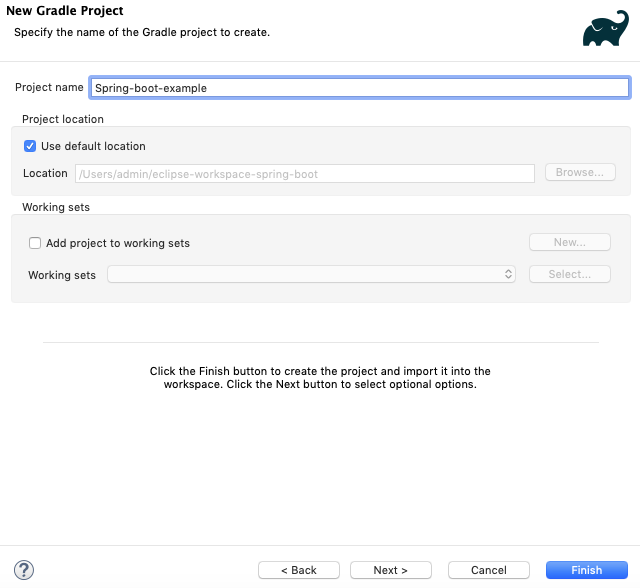 New Gradle Project
Specify the name of the Gradle project to create.
Project name Spring-boot-example
Project location
Use default location
Location /Users/admin/eclipse-workspace-spring-boot Browse...
Working sets
Add project to working sets New...
Working sets Select...
Click the Finish button to create the project and import it into the
workspace. Click the Next button to select optional options.
? < Back Next > Cancel Finish